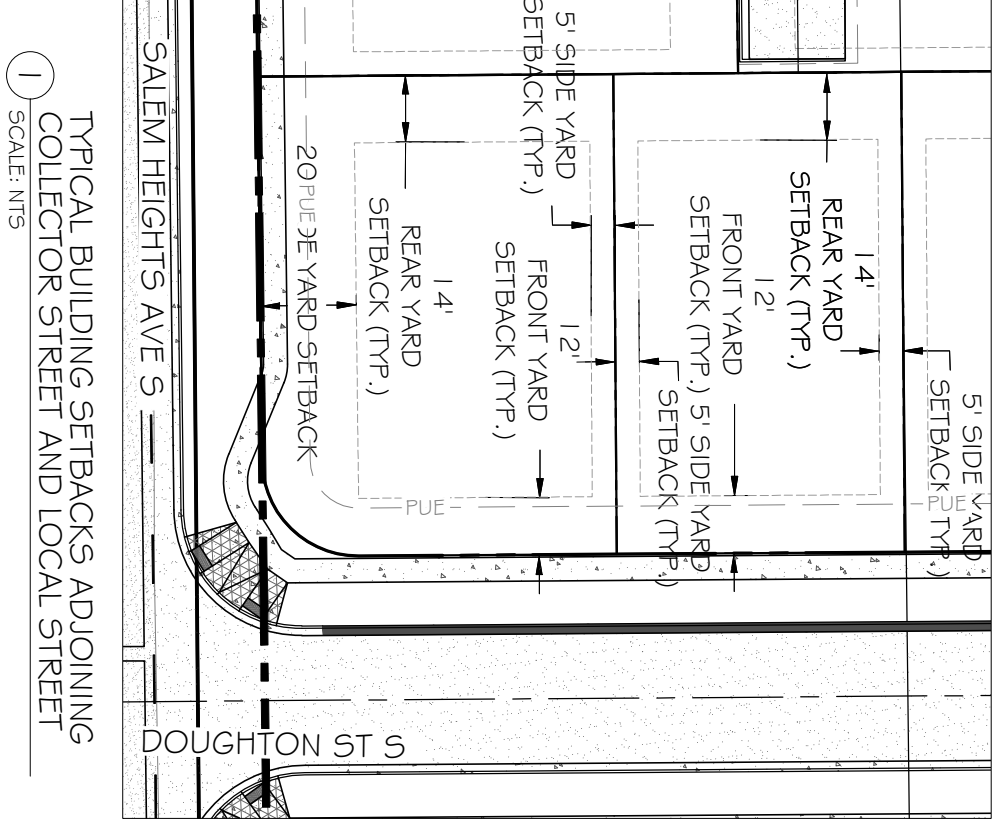 5' SIDE YARD
SETBACK (TYP.)
14'
REAR YARD
SETBACK (TYP.)
12'
FRONT YARD
SETBACK (TYP.)
5' SIDE YARD
SETBACK (TYP)
14'
REAR YARD
SETBACK (TYP.)
12'
FRONT YARD
SETBACK (TYP.)
5' SIDE YARD
SETBACK (TYP.)
PUE
YARD SETBACK
PUE
PUE
SALEM HEIGHTS AVE S
DOUGHTON ST S
1
TYPICAL BUILDING SETBACKS ADJOINING
COLLECTOR STREET AND LOCAL STREET
SCALE: NTS